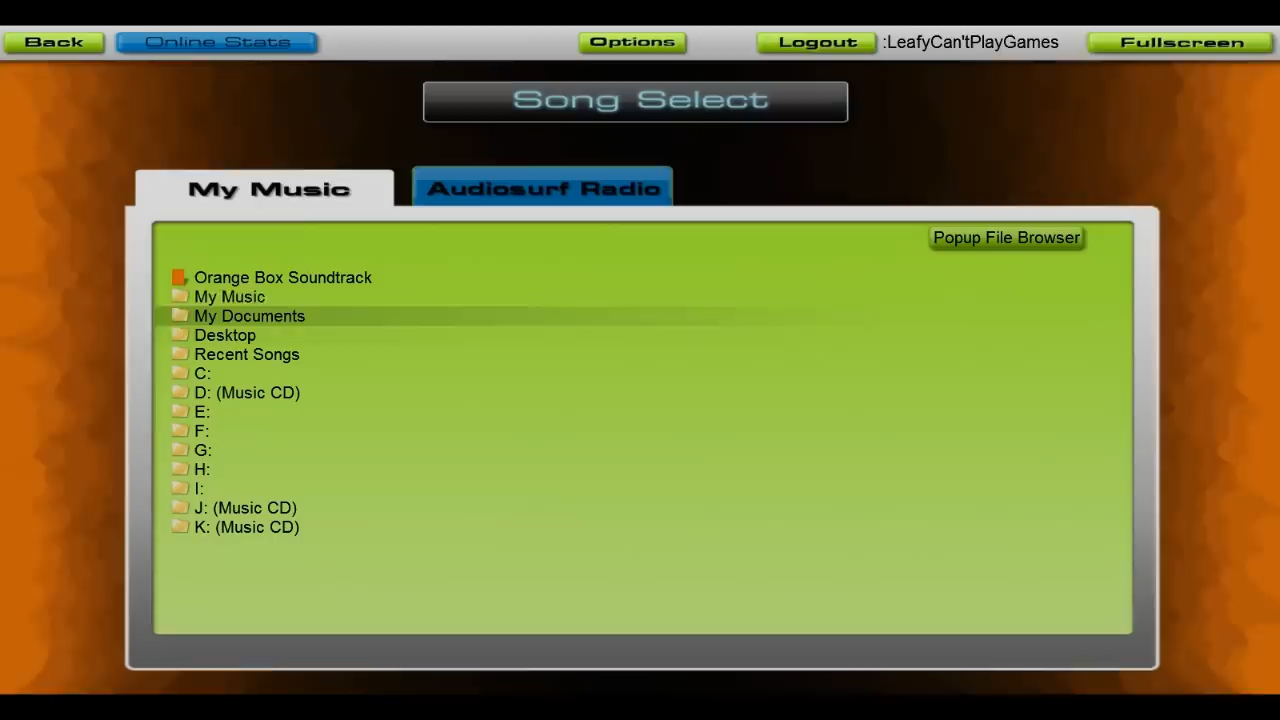 Back Online Stats Options Logout :LeafyCan'tPlayGames Fullscreen
Song Select
My Music Audiosurf Radio
Popup File Browser
Orange Box Soundtrack
My Music
My Documents
Desktop
Recent Songs
C:
D: (Music CD)
E:
F:
G:
H:
I:
J: (Music CD)
K: (Music CD)